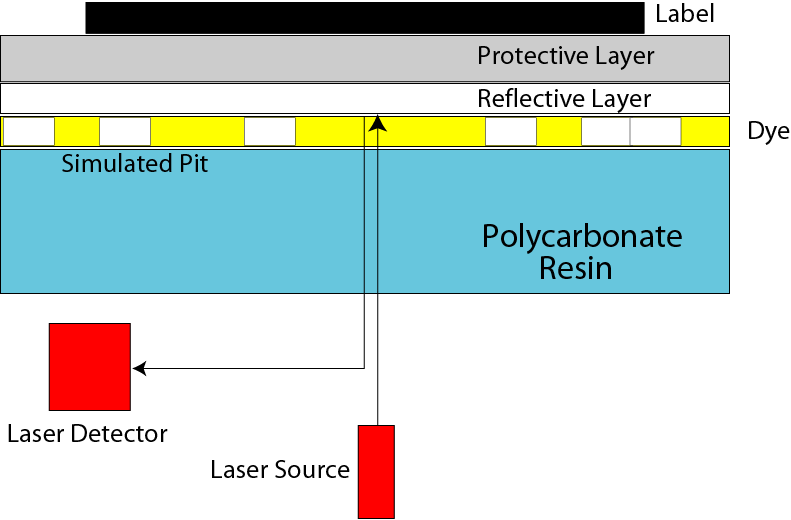 Label
Protective Layer
Reflective Layer
Dye
Simulated Pit
Polycarbonate
Resin
Laser Detector
Laser Source